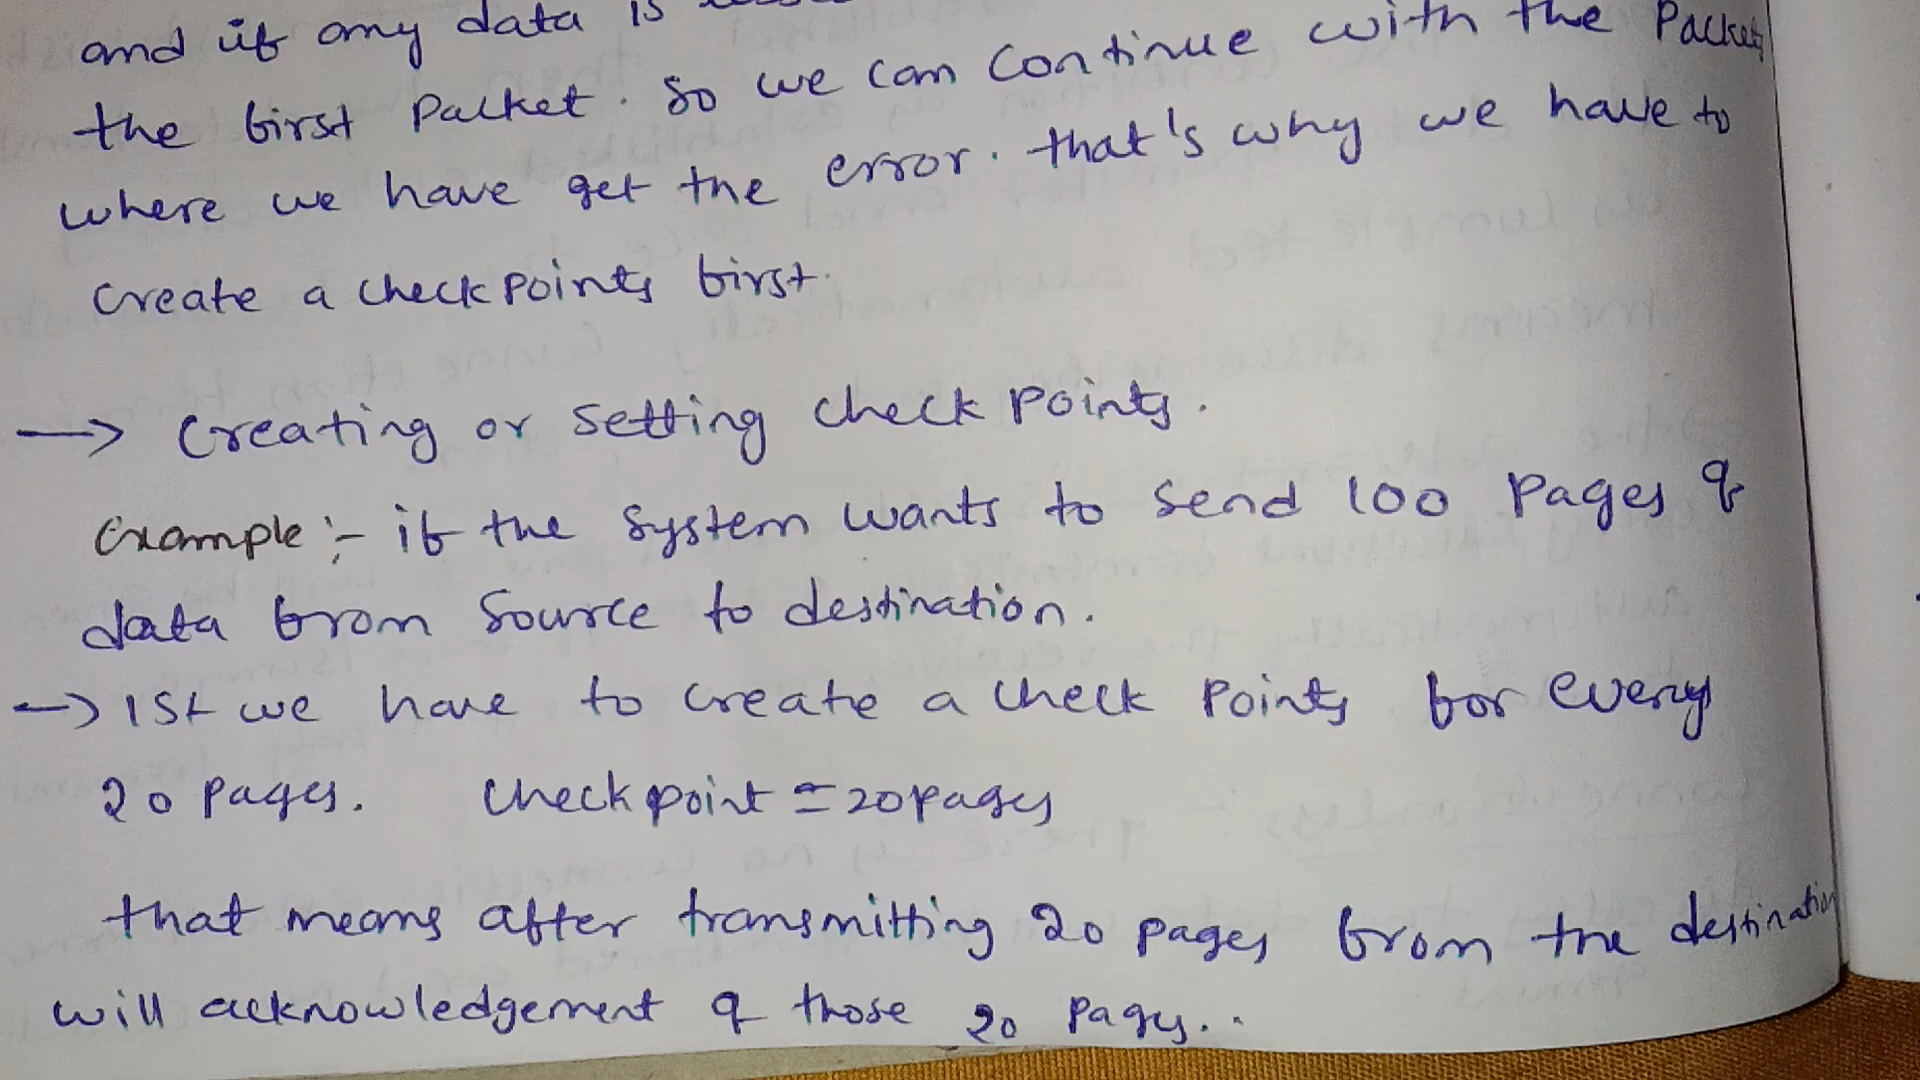 and if any data is
the first Packet. So we can continue with the Packet
where we have get the error. that's why we have to
create a checkpoints first.
→ Creating or Setting check points.
Example :- if the System wants to Send 100 Pages of
data from Source to destination.
→ 1st we have to create a check Points for every
20 pages. Checkpoint = 20pages
that means after transmitting 20 pages from the destination
will acknowledgement of those 20 Pages..